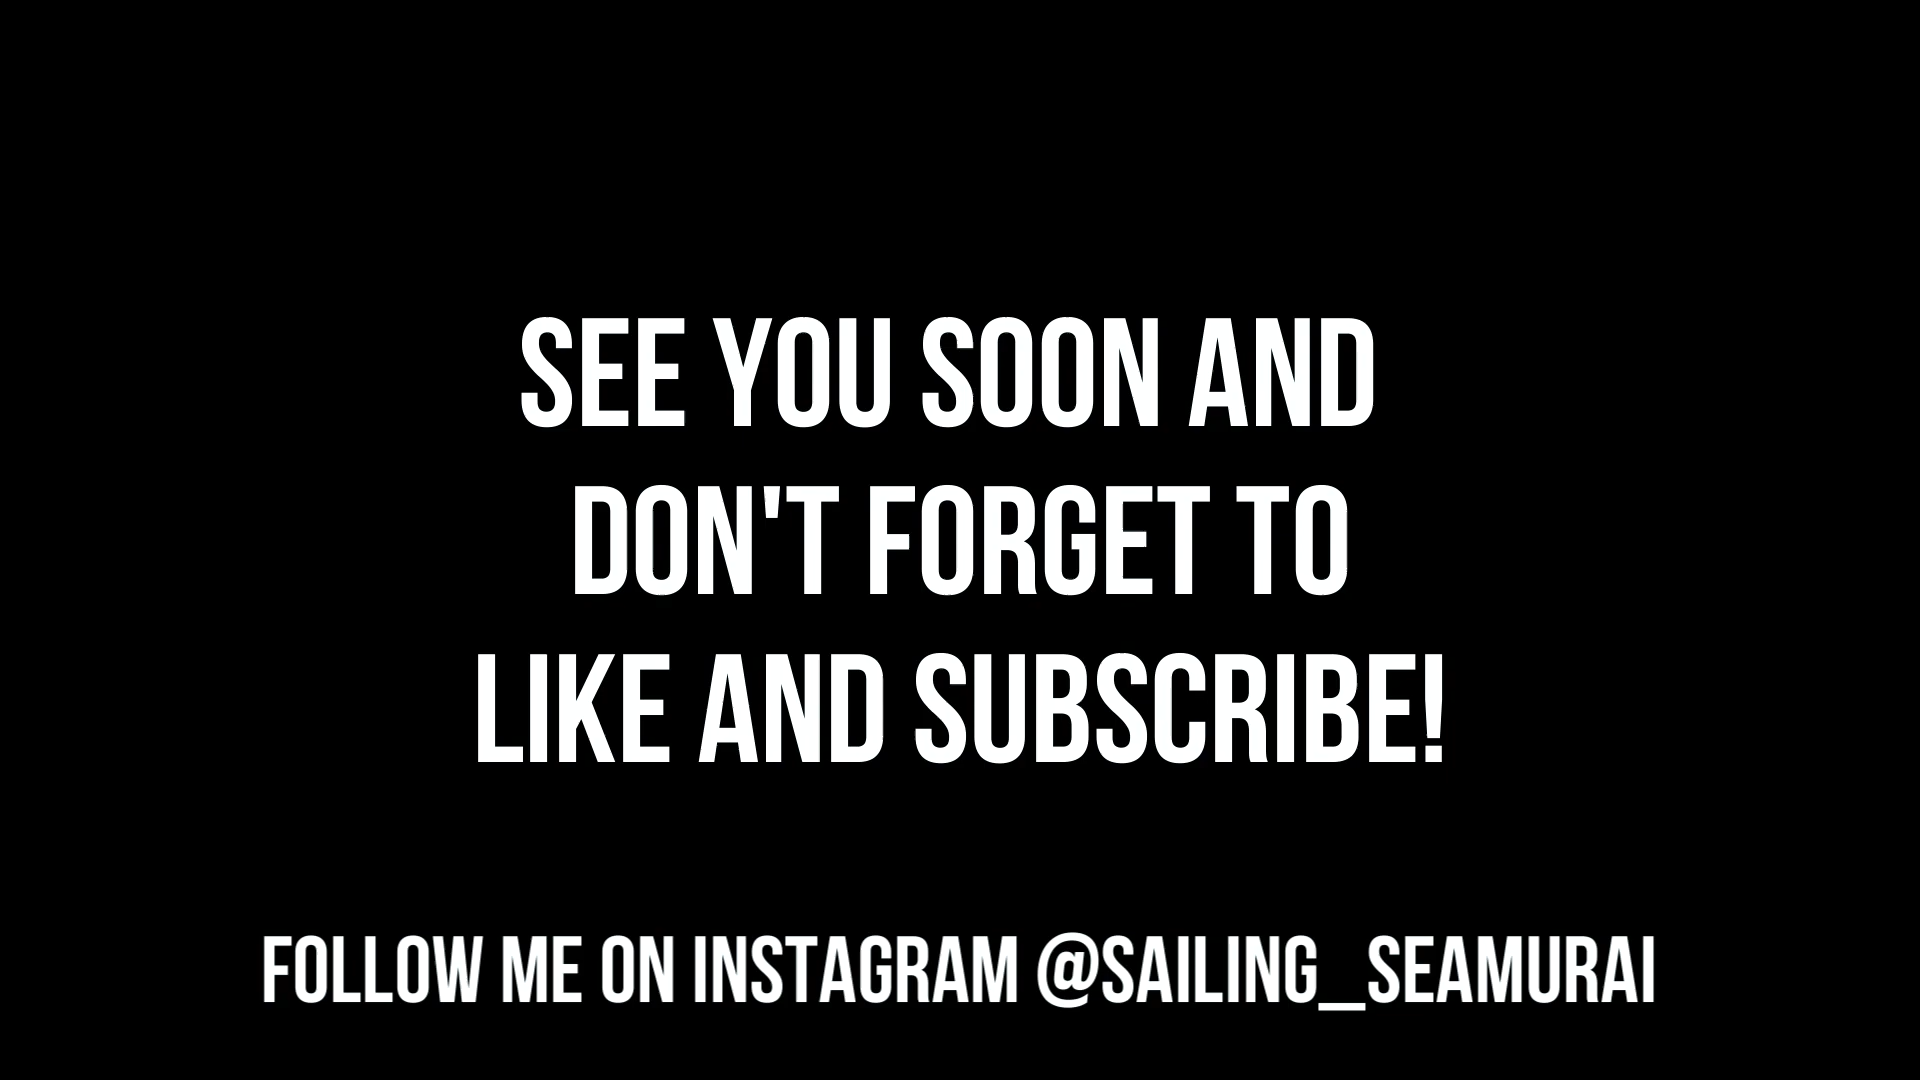 SEE YOU SOON AND
DON'T FORGET TO
LIKE AND SUBSCRIBE!
FOLLOW ME ON INSTAGRAM @SAILING_SEAMURAI